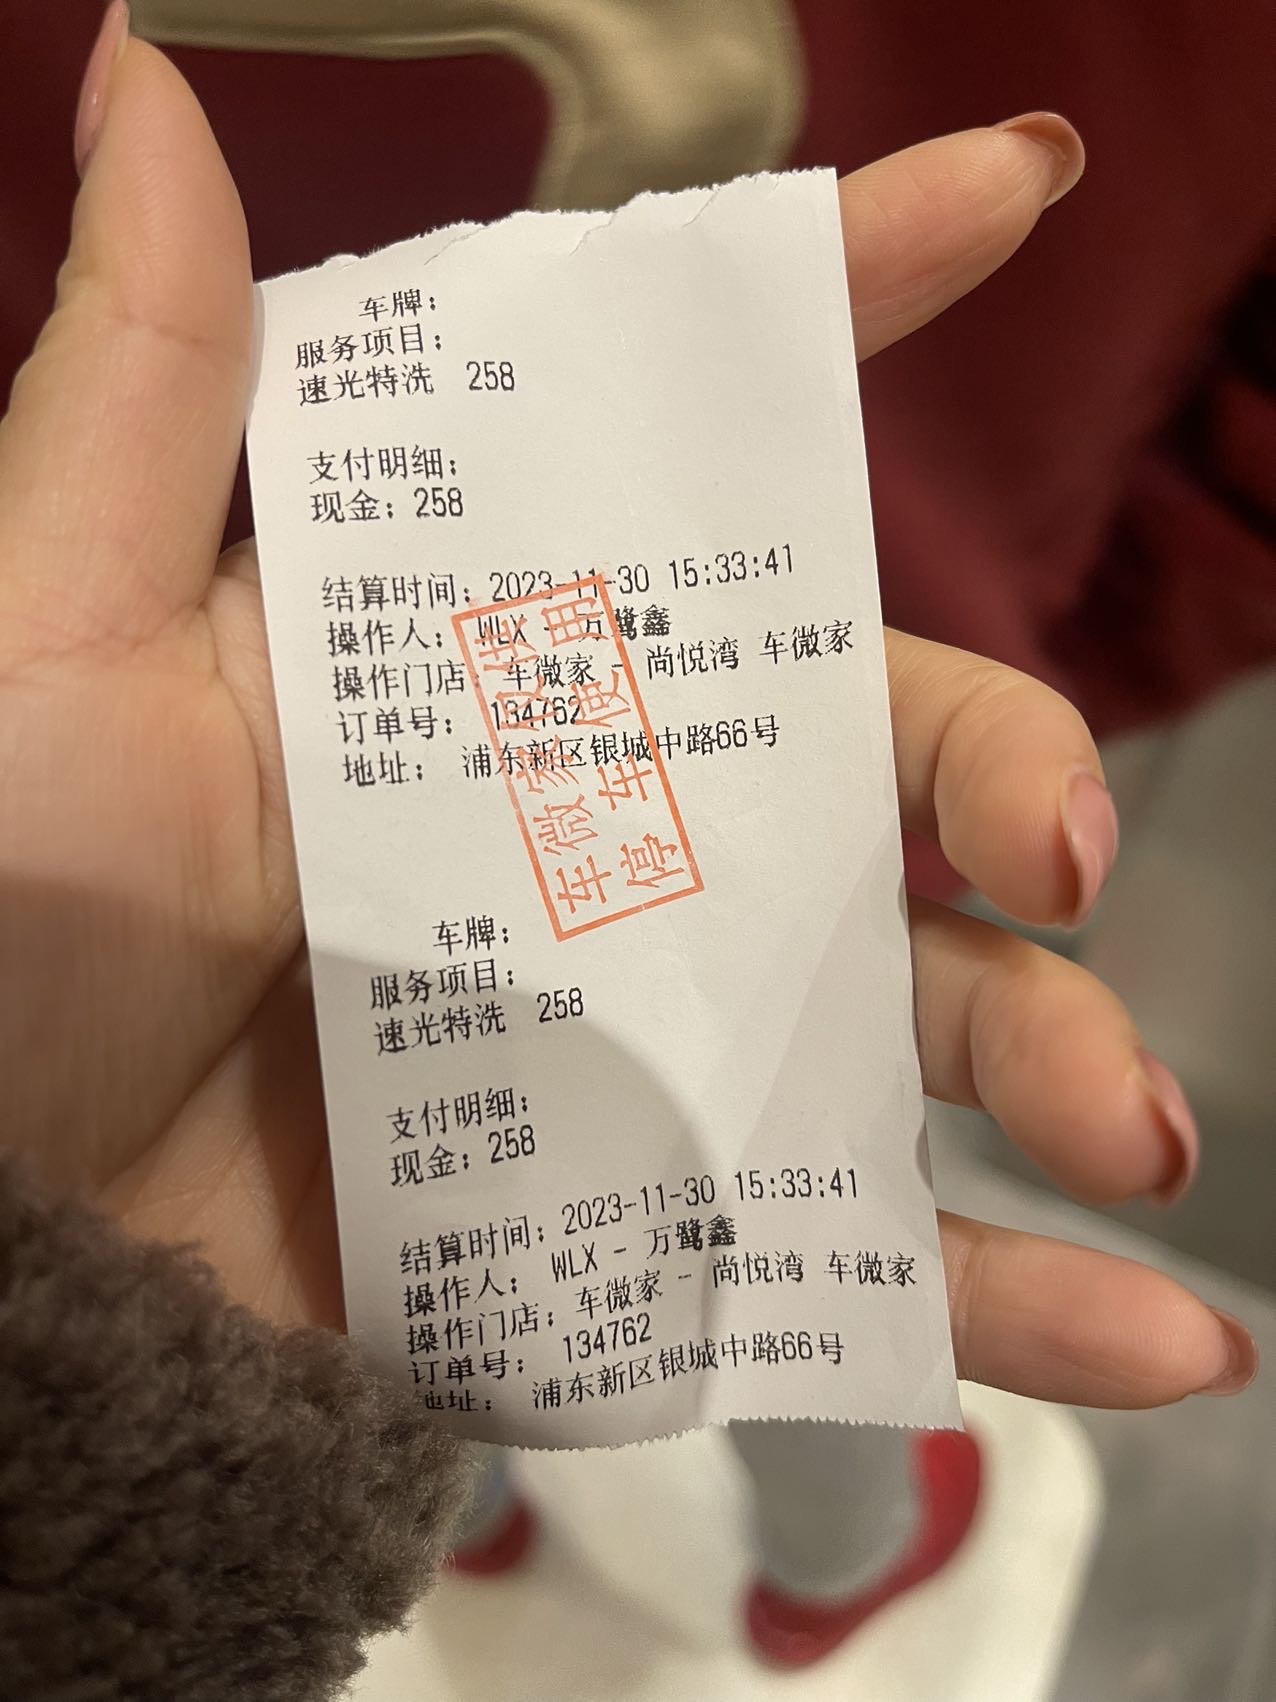 车牌：
服务项目：
速光特洗 258
支付明细：
现金：258
结算时间：2023-11-30 15:33:41
操作人： WLX - 万鹭鑫
操作门店： 车微家 - 尚悦湾 车微家
订单号： 134762
地址： 浦东新区银城中路66号
车微家仅供
停车使用
车牌：
服务项目：
速光特洗 258
支付明细：
现金：258
结算时间：2023-11-30 15:33:41
操作人： WLX - 万鹭鑫
操作门店： 车微家 - 尚悦湾 车微家
订单号： 134762
地址： 浦东新区银城中路66号